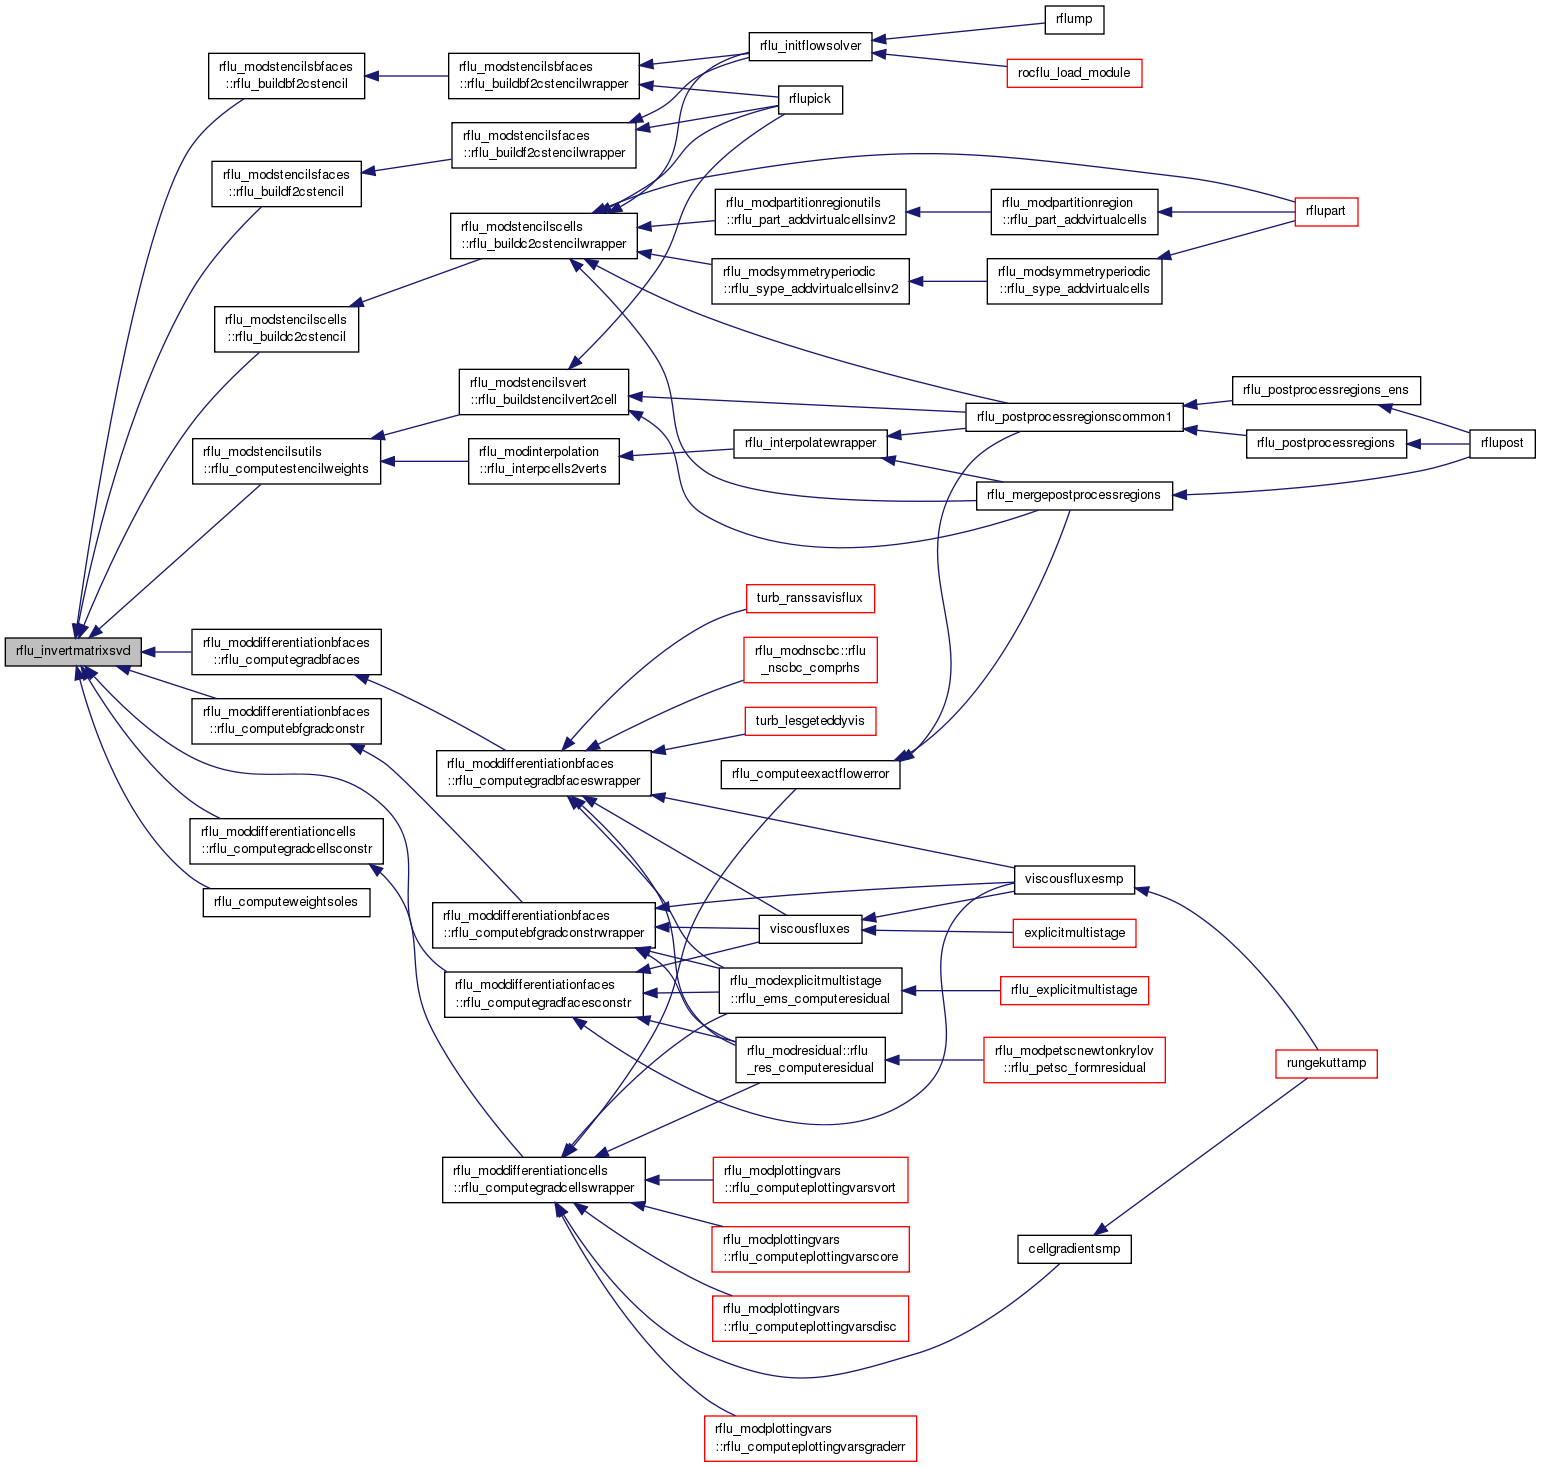 rflump
rflu_initflowsolver
rocflu_load_module
rflu_modstencilsbfaces
::rflu_buildbf2cstencil
rflu_modstencilsbfaces
::rflu_buildbf2cstencilwrapper
rflupick
rflu_modstencilsfaces
::rflu_buildf2cstencilwrapper
rflu_modstencilsfaces
::rflu_buildf2cstencil
rflu_modstencilscells
::rflu_buildc2cstencilwrapper
rflu_modpartitionregionutils
::rflu_part_addvirtualcellsinv2
rflu_modpartitionregion
::rflu_part_addvirtualcells
rflupart
rflu_modsymmetryperiodic
::rflu_sype_addvirtualcellsinv2
rflu_modsymmetryperiodic
::rflu_sype_addvirtualcells
rflu_modstencilscells
::rflu_buildc2cstencil
rflu_modstencilsvert
::rflu_buildstencilvert2cell
rflu_postprocessregions_ens
rflu_postprocessregionscommon1
rflu_postprocessregions
rflupost
rflu_interpolatewrapper
rflu_modstencilsutils
::rflu_computestencilweights
rflu_modinterpolation
::rflu_interpcells2verts
rflu_mergepostprocessregions
turb_ranssavisflux
rflu_invertmatrixsvd
rflu_moddifferentiationbfaces
::rflu_computegradbfaces
rflu_modnscbc::rflu
_nscbc_comprhs
rflu_moddifferentiationbfaces
::rflu_computebfgradconstr
turb_lesgeteddyvis
rflu_moddifferentiationbfaces
::rflu_computegradbfaceswrapper
rflu_computeexactflowerror
rflu_moddifferentiationcells
::rflu_computegradcellsconstr
viscousfluxesmp
rflu_computeweightsoles
rflu_moddifferentiationbfaces
::rflu_computebfgradconstrwrapper
viscousfluxes
explicitmultistage
rflu_moddifferentiationfaces
::rflu_computegradfacesconstr
rflu_modexplicitmultistage
::rflu_ems_computeresidual
rflu_explicitmultistage
rflu_modresidual::rflu
_res_computeresidual
rflu_modpetscnewtonkrylov
::rflu_petsc_formresidual
rungekuttamp
rflu_moddifferentiationcells
::rflu_computegradcellswrapper
rflu_modplottingvars
::rflu_computeplottingvarsvort
rflu_modplottingvars
::rflu_computeplottingvarscore
cellgradientsmp
rflu_modplottingvars
::rflu_computeplottingvarsdisc
rflu_modplottingvars
::rflu_computeplottingvarsgraderr